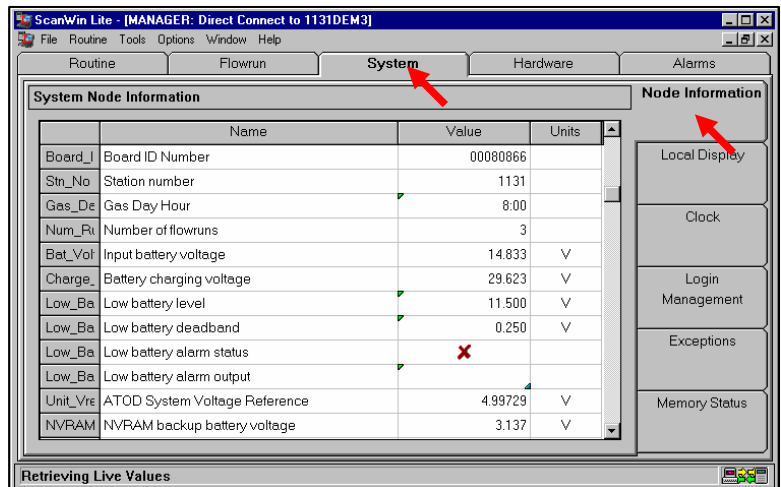 ScanWin Lite - [MANAGER: Direct Connect to 1131DEM3]
File Routine Tools Options Window Help
Routine Flowrun System Hardware Alarms
System Node Information
Node Information
Local Display
Clock
Login Management
Exceptions
Memory Status
Name Value Units
Board_I Board ID Number 00080866
Stn_No Station number 1131
Gas_De Gas Day Hour 8:00
Num_Ru Number of flowruns 3
Bat_Vol Input battery voltage 14.833 V
Charge_ Battery charging voltage 29.623 V
Low_Ba Low battery level 11.500 V
Low_Ba Low battery deadband 0.250 V
Low_Ba Low battery alarm status
Low_Ba Low battery alarm output
Unit_Vre ATOD System Voltage Reference 4.99729 V
NVRAM NVRAM backup battery voltage 3.137 V
Retrieving Live Values